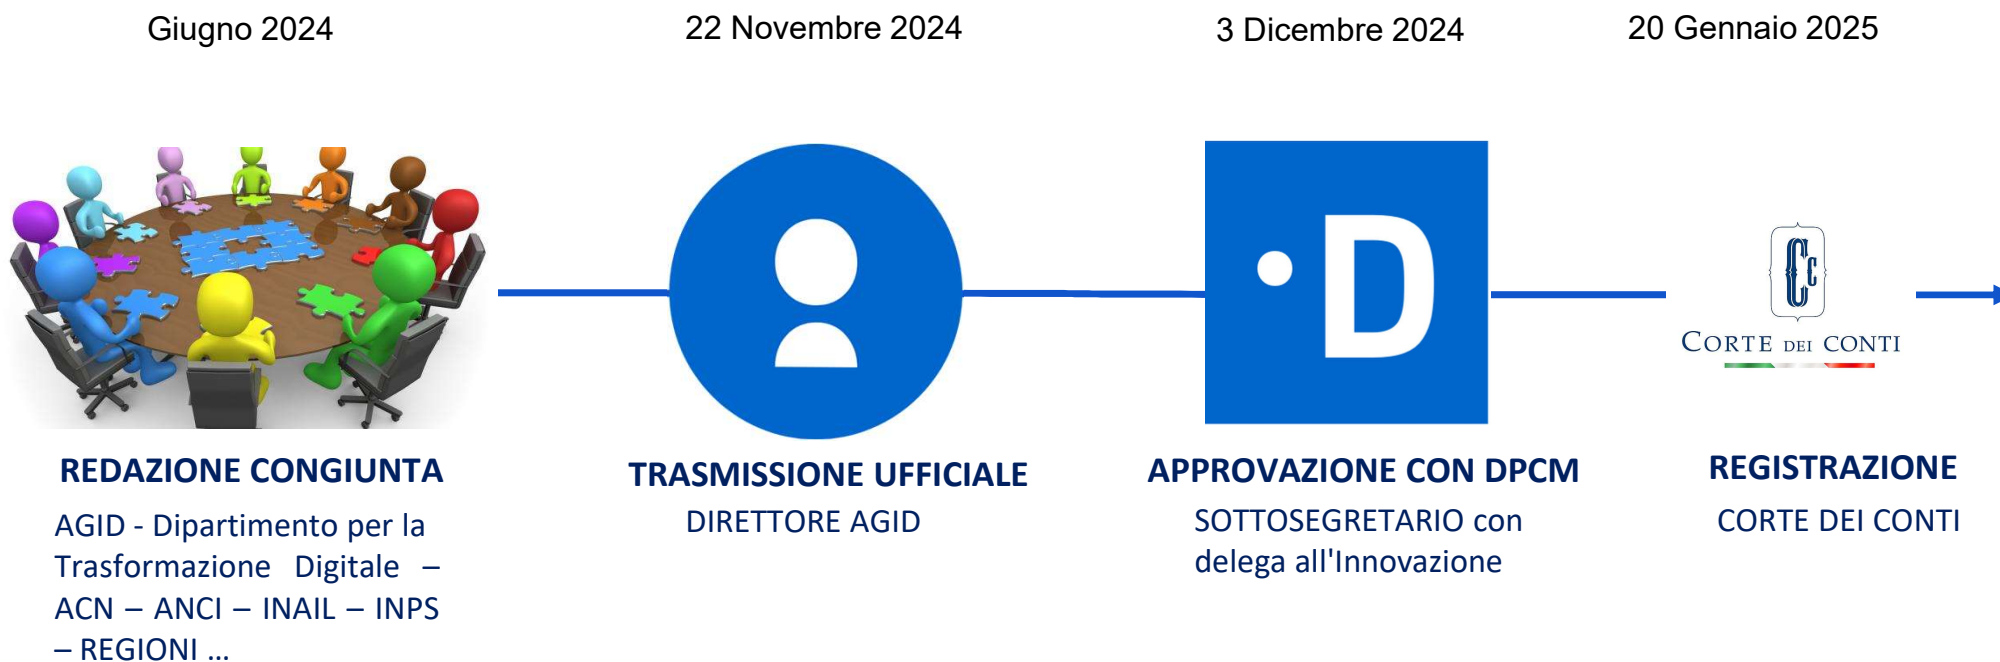 Giugno 2024
22 Novembre 2024
3 Dicembre 2024
20 Gennaio 2025
D
Cc
CORTE DEI CONTI
REDAZIONE CONGIUNTA
AGID - Dipartimento per la
Trasformazione Digitale –
ACN – ANCI – INAIL – INPS
– REGIONI ...
TRASMISSIONE UFFICIALE
DIRETTORE AGID
APPROVAZIONE CON DPCM
SOTTOSEGRETARIO con
delega all'Innovazione
REGISTRAZIONE
CORTE DEI CONTI